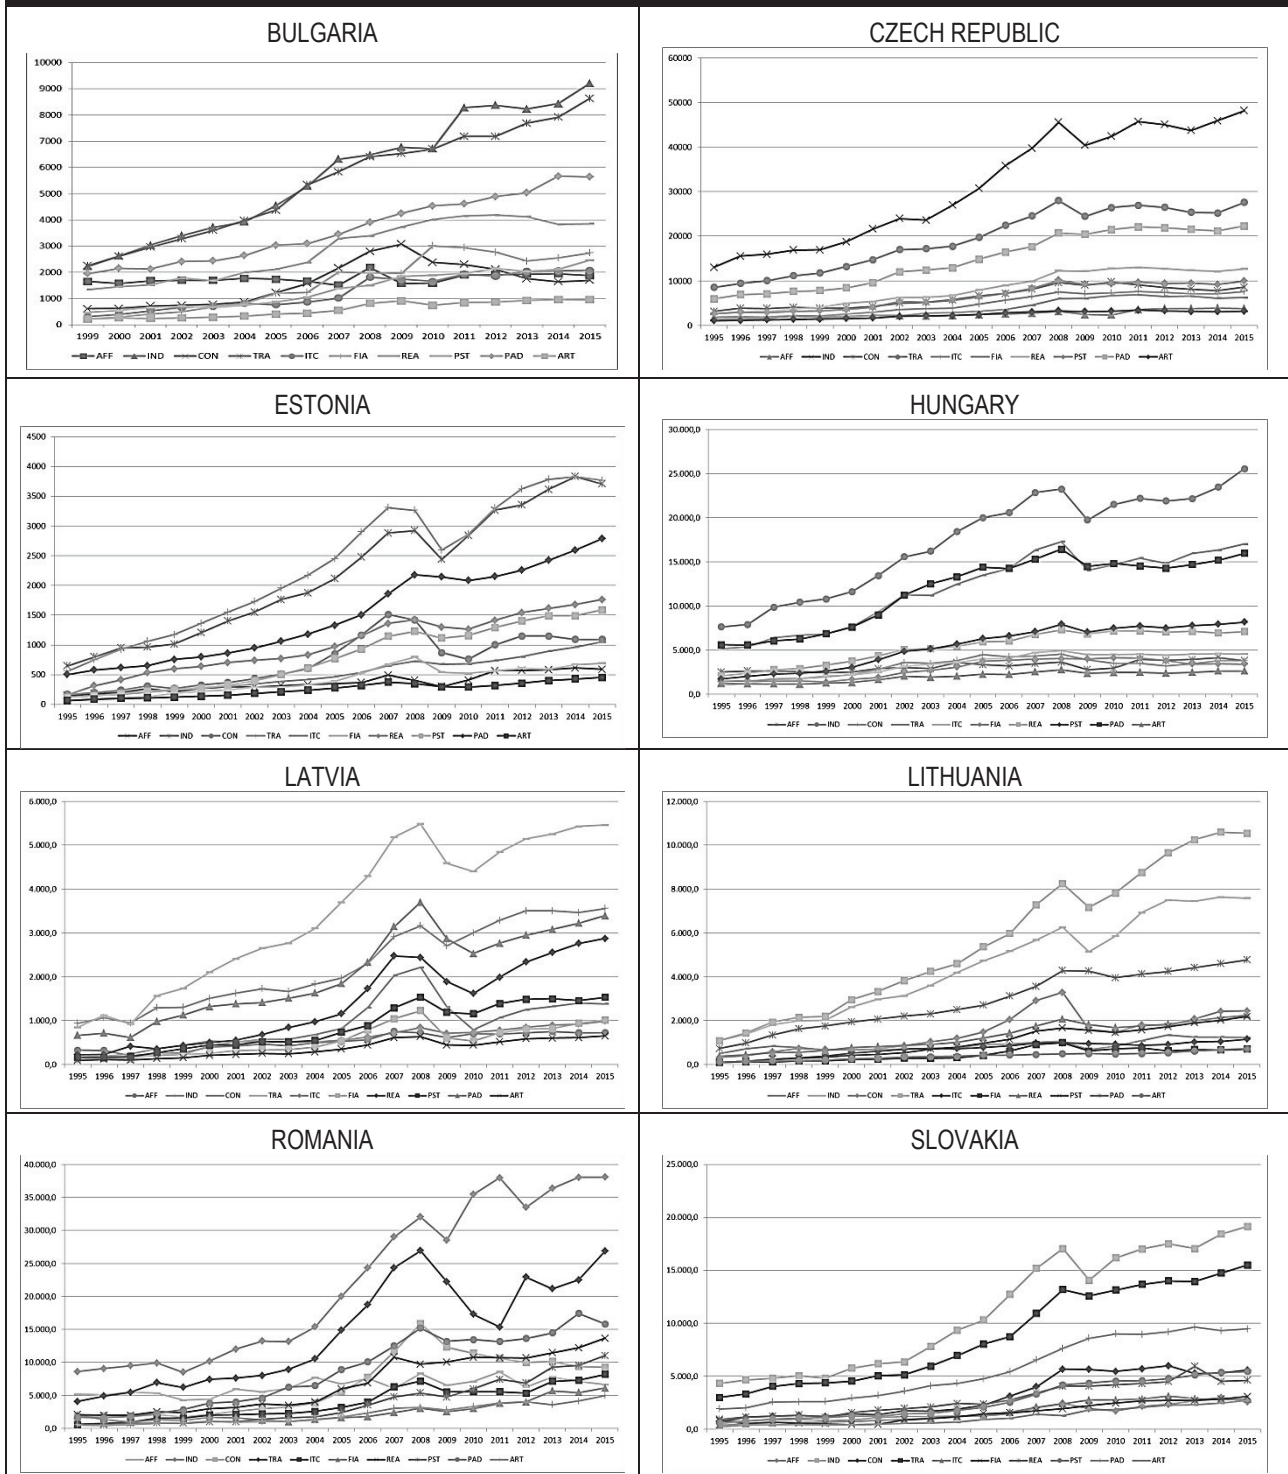 BULGARIA
10000
9000
8000
7000
6000
5000
4000
3000
2000
1000
0
1999 2000 2001 2002 2003 2004 2005 2006 2007 2008 2009 2010 2011 2012 2013 2014 2015
AFF IND CON TRA ITC FIA REA PST PAD ART
CZECH REPUBLIC
60000
50000
40000
30000
20000
10000
0
1995 1996 1997 1998 1999 2000 2001 2002 2003 2004 2005 2006 2007 2008 2009 2010 2011 2012 2013 2014 2015
AFF IND CON TRA ITC FIA REA PST PAD ART
ESTONIA
4500
4000
3500
3000
2500
2000
1500
1000
500
0
1995 1996 1997 1998 1999 2000 2001 2002 2003 2004 2005 2006 2007 2008 2009 2010 2011 2012 2013 2014 2015
AFF IND CON TRA ITC FIA REA PST PAD ART
HUNGARY
30.000,0
25.000,0
20.000,0
15.000,0
10.000,0
5.000,0
0,0
1995 1996 1997 1998 1999 2000 2001 2002 2003 2004 2005 2006 2007 2008 2009 2010 2011 2012 2013 2014 2015
AFF IND CON TRA ITC FIA REA PST PAD ART
LATVIA
6.000,0
5.000,0
4.000,0
3.000,0
2.000,0
1.000,0
0,0
1995 1996 1997 1998 1999 2000 2001 2002 2003 2004 2005 2006 2007 2008 2009 2010 2011 2012 2013 2014 2015
AFF IND CON TRA ITC FIA REA PST PAD ART
LITHUANIA
12.000,0
10.000,0
8.000,0
6.000,0
4.000,0
2.000,0
0,0
1995 1996 1997 1998 1999 2000 2001 2002 2003 2004 2005 2006 2007 2008 2009 2010 2011 2012 2013 2014 2015
AFF IND CON TRA ITC FIA REA PST PAD ART
ROMANIA
40.000,0
35.000,0
30.000,0
25.000,0
20.000,0
15.000,0
10.000,0
5.000,0
0,0
1995 1996 1997 1998 1999 2000 2001 2002 2003 2004 2005 2006 2007 2008 2009 2010 2011 2012 2013 2014 2015
AFF IND CON TRA ITC FIA REA PST PAD ART
SLOVAKIA
25.000,0
20.000,0
15.000,0
10.000,0
5.000,0
0,0
1995 1996 1997 1998 1999 2000 2001 2002 2003 2004 2005 2006 2007 2008 2009 2010 2011 2012 2013 2014 2015
AFF IND CON TRA ITC FIA REA PST PAD ART